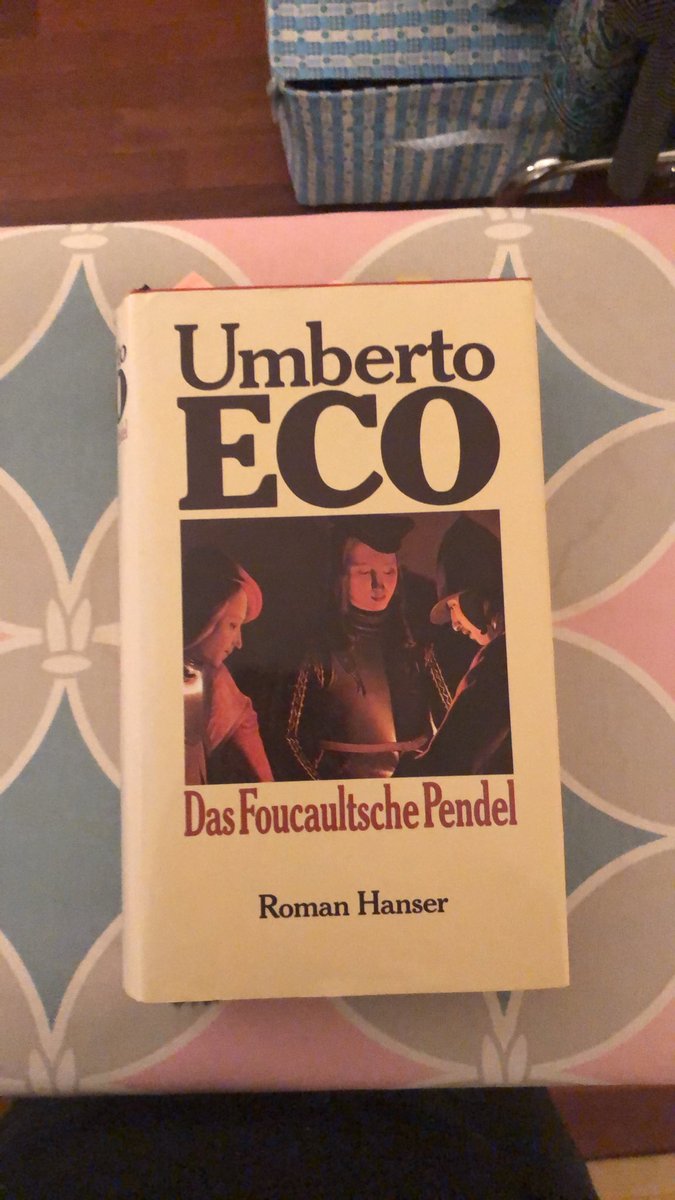 Umberto
ECO
Das Foucaultsche Pendel
Roman Hanser